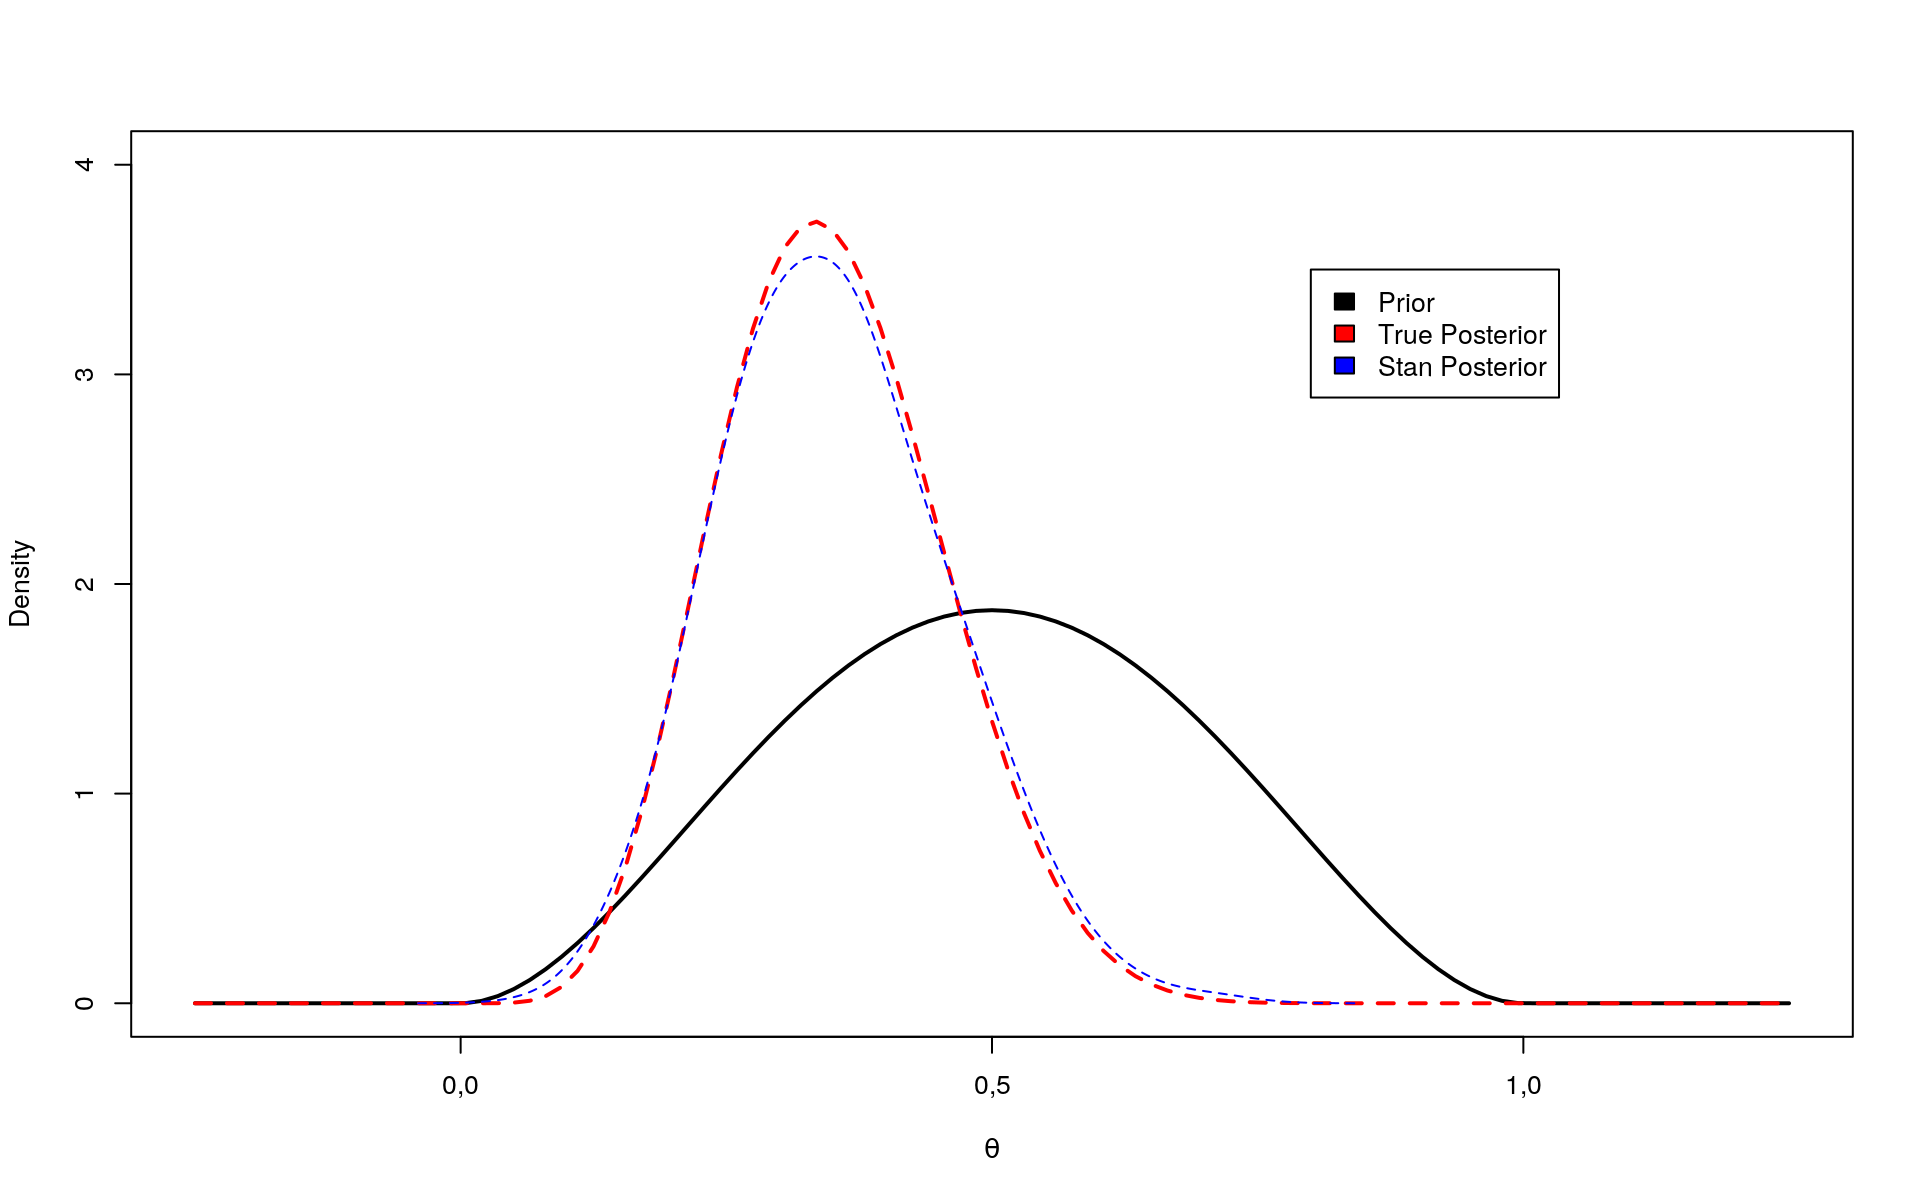 4
3
2
1
0
Density
Prior
True Posterior
Stan Posterior
0,0
0,5
1,0
θ